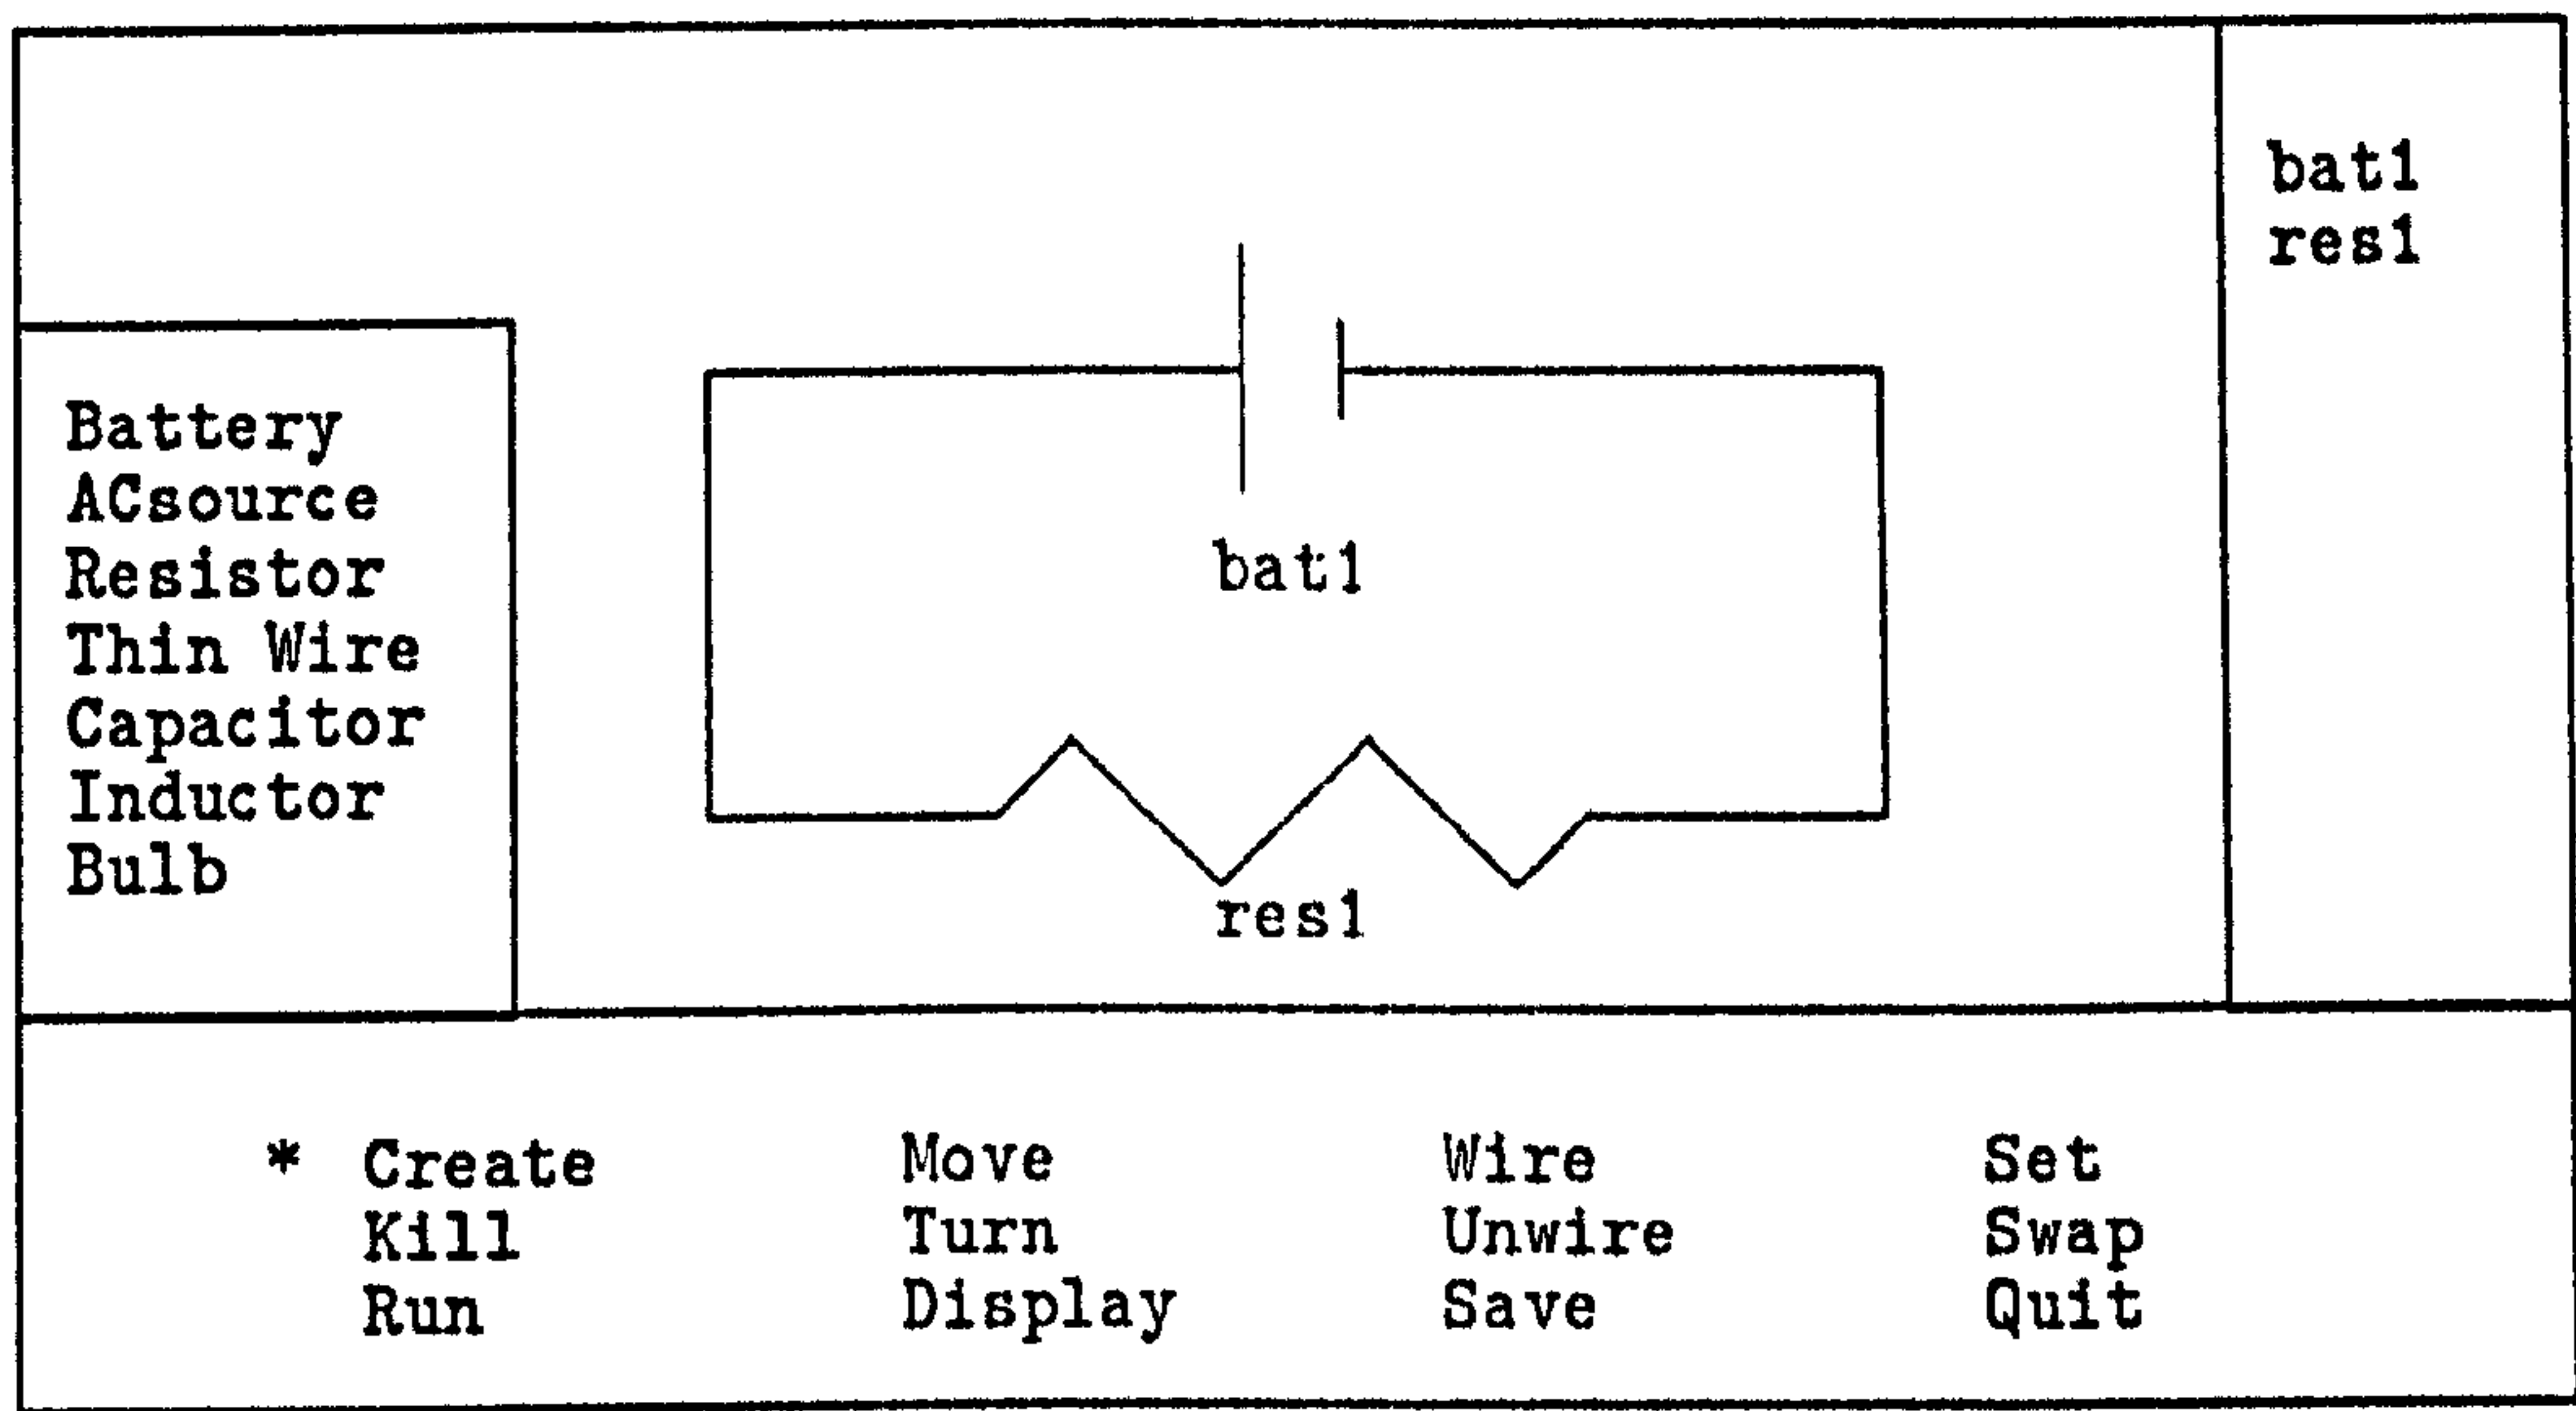 bat1
res1
Battery
ACsource
Resistor
Thin Wire
Capacitor
Inductor
Bulb
bat1
res1
* Create Move Wire Set
Kill Turn Unwire Swap
Run Display Save Quit